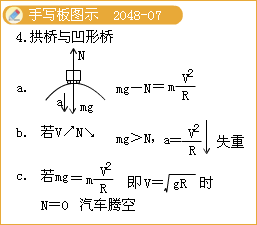 手写板图示 2048-07
4.拱桥与凹形桥
a. N a mg mg-N=m V²/R
b. 若V↗N↘ mg>N, a=V²/R↓ 失重
c. 若mg=m V²/R 即V=√gR 时
N=0 汽车腾空